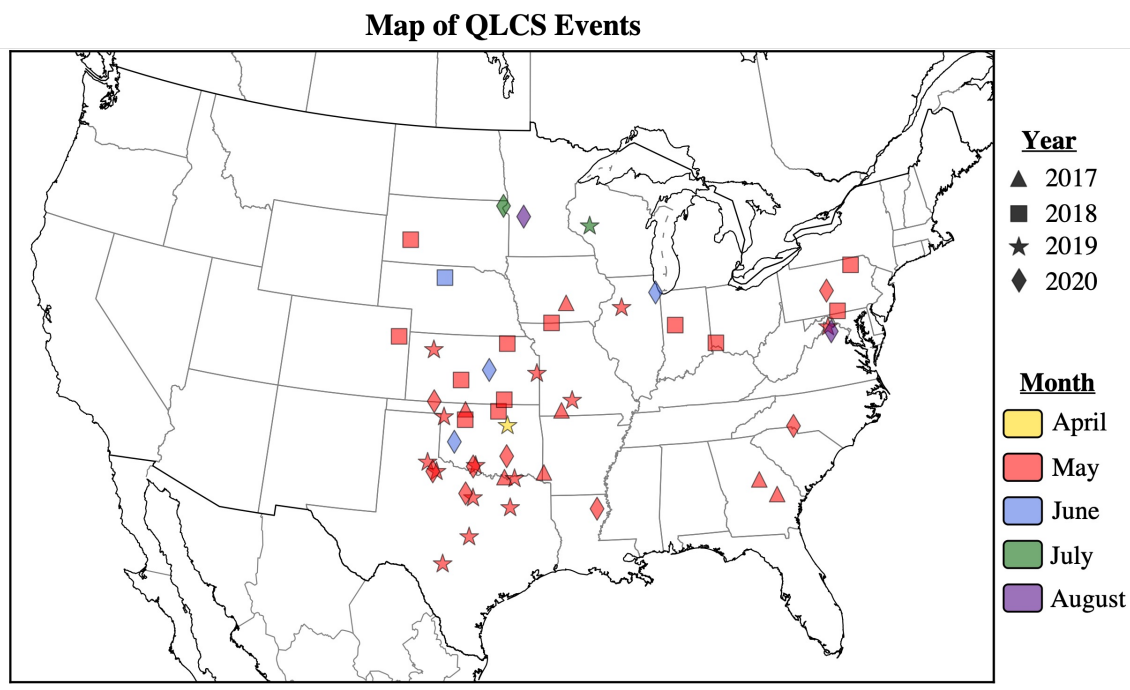 Map of QLCS Events
Year
2017
2018
2019
2020
Month
April
May
June
July
August